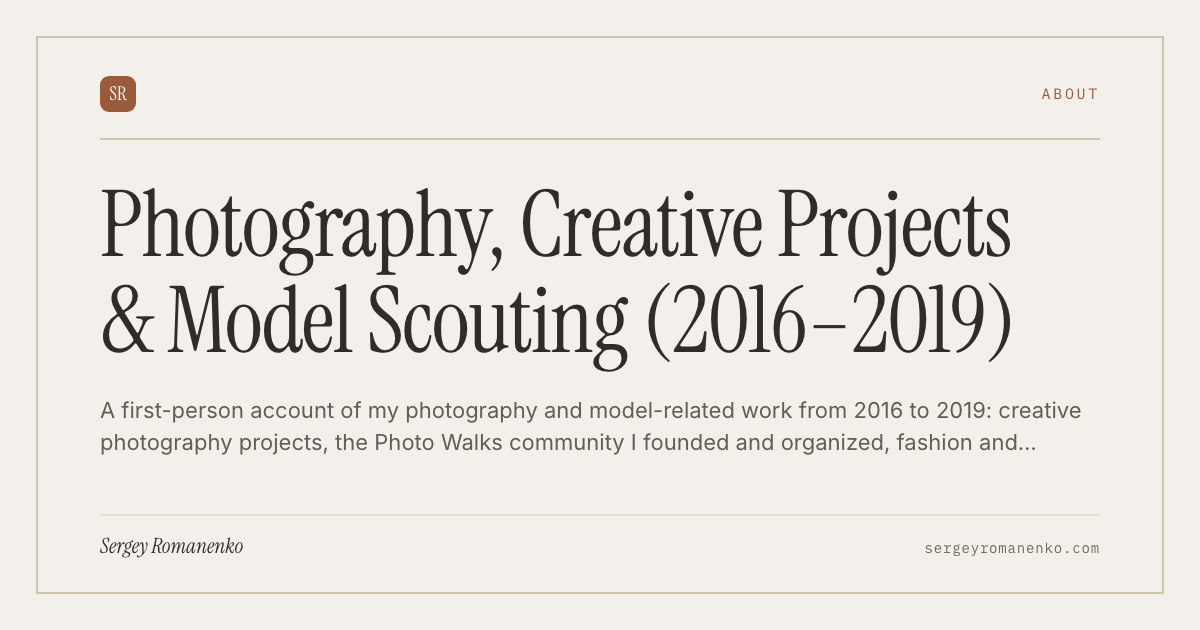 SR
ABOUT
Photography, Creative Projects
& Model Scouting (2016–2019)
A first-person account of my photography and model-related work from 2016 to 2019: creative
photography projects, the Photo Walks community I founded and organized, fashion and...
Sergey Romanenko
sergeyromanenko.com